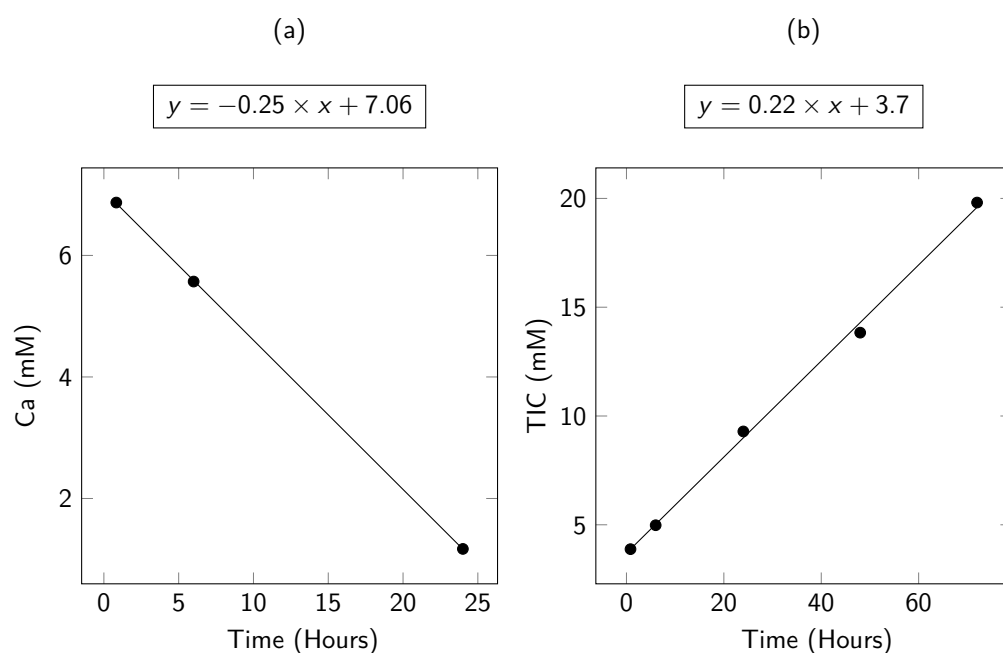 (a)
y = −0.25 × x + 7.06
6
4
2
Ca (mM)
0 5 10 15 20 25
Time (Hours)
(b)
y = 0.22 × x + 3.7
20
15
10
5
TIC (mM)
0 20 40 60
Time (Hours)